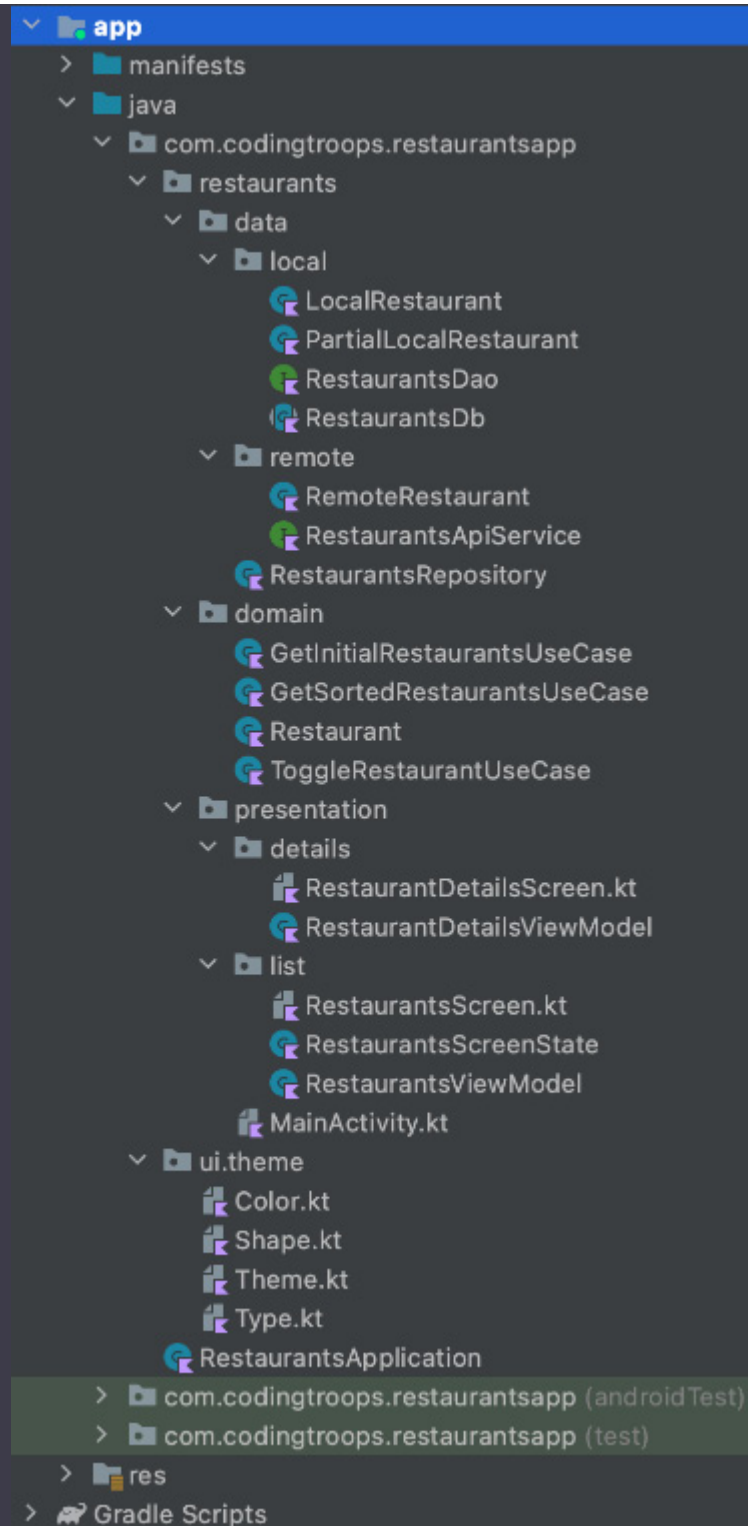 app
manifests
java
com.codingtroops.restaurantsapp
restaurants
data
local
LocalRestaurant
PartialLocalRestaurant
RestaurantsDao
RestaurantsDb
remote
RemoteRestaurant
RestaurantsApiService
RestaurantsRepository
domain
GetInitialRestaurantsUseCase
GetSortedRestaurantsUseCase
Restaurant
ToggleRestaurantUseCase
presentation
details
RestaurantDetailsScreen.kt
RestaurantDetailsViewModel
list
RestaurantsScreen.kt
RestaurantsScreenState
RestaurantsViewModel
MainActivity.kt
ui.theme
Color.kt
Shape.kt
Theme.kt
Type.kt
RestaurantsApplication
com.codingtroops.restaurantsapp (androidTest)
com.codingtroops.restaurantsapp (test)
res
Gradle Scripts